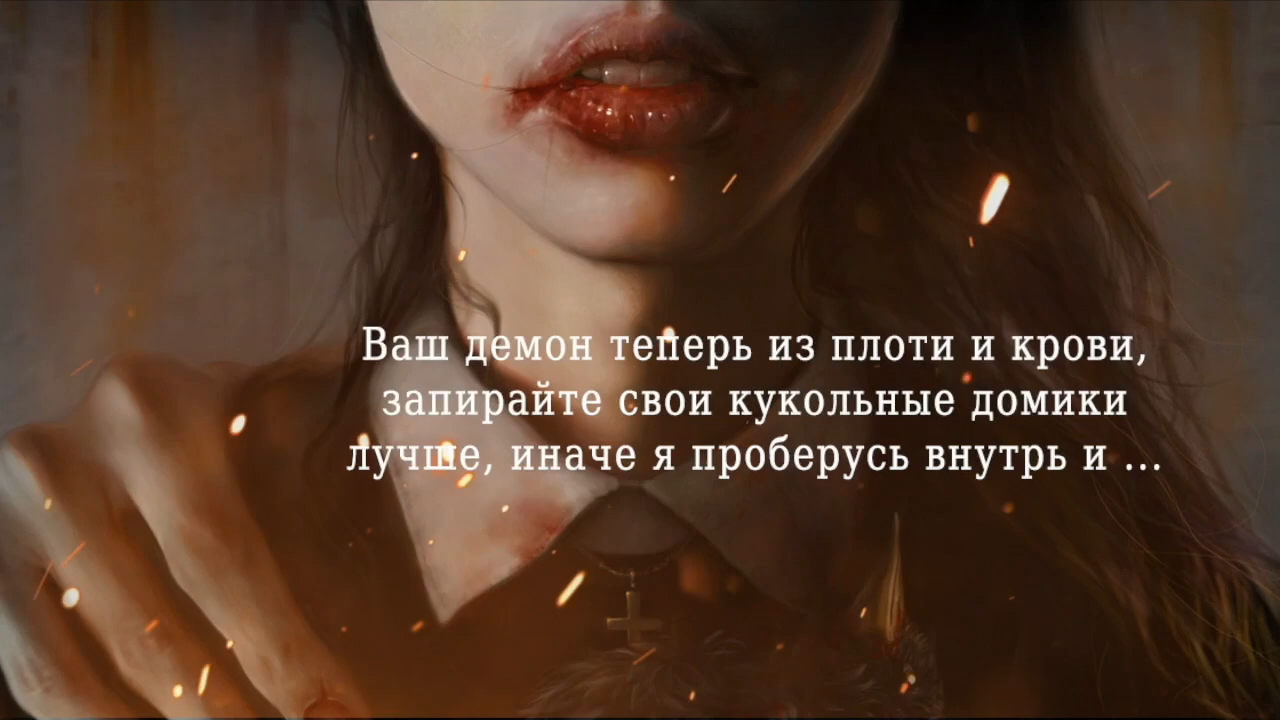 Ваш демон теперь из плоти и крови,
запирайте свои кукольные домики
лучше, иначе я проберусь внутрь и ...